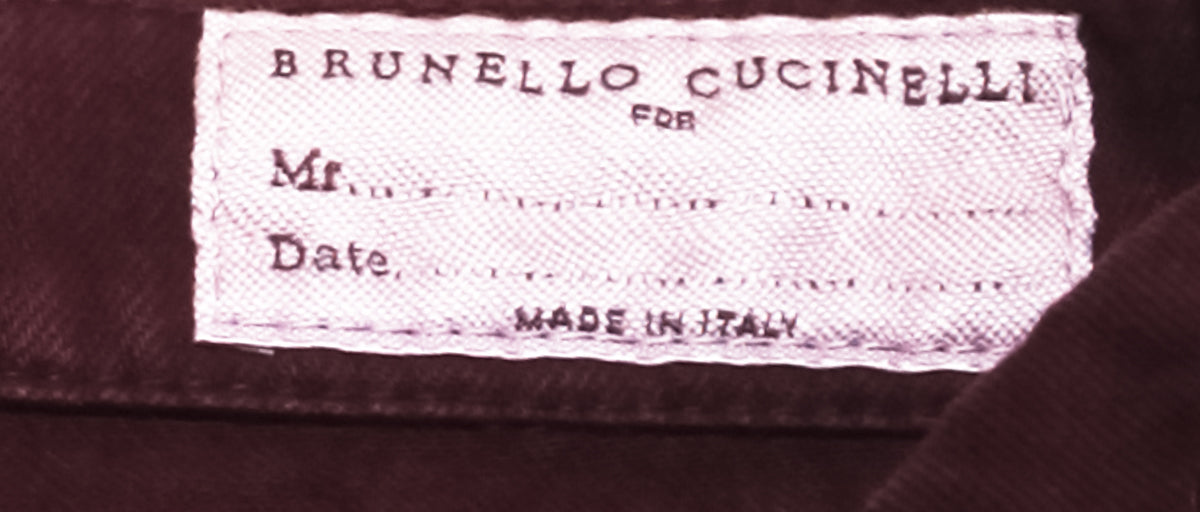 BRUNELLO CUCINELLI
FOR
Mr.
Date.
MADE IN ITALY